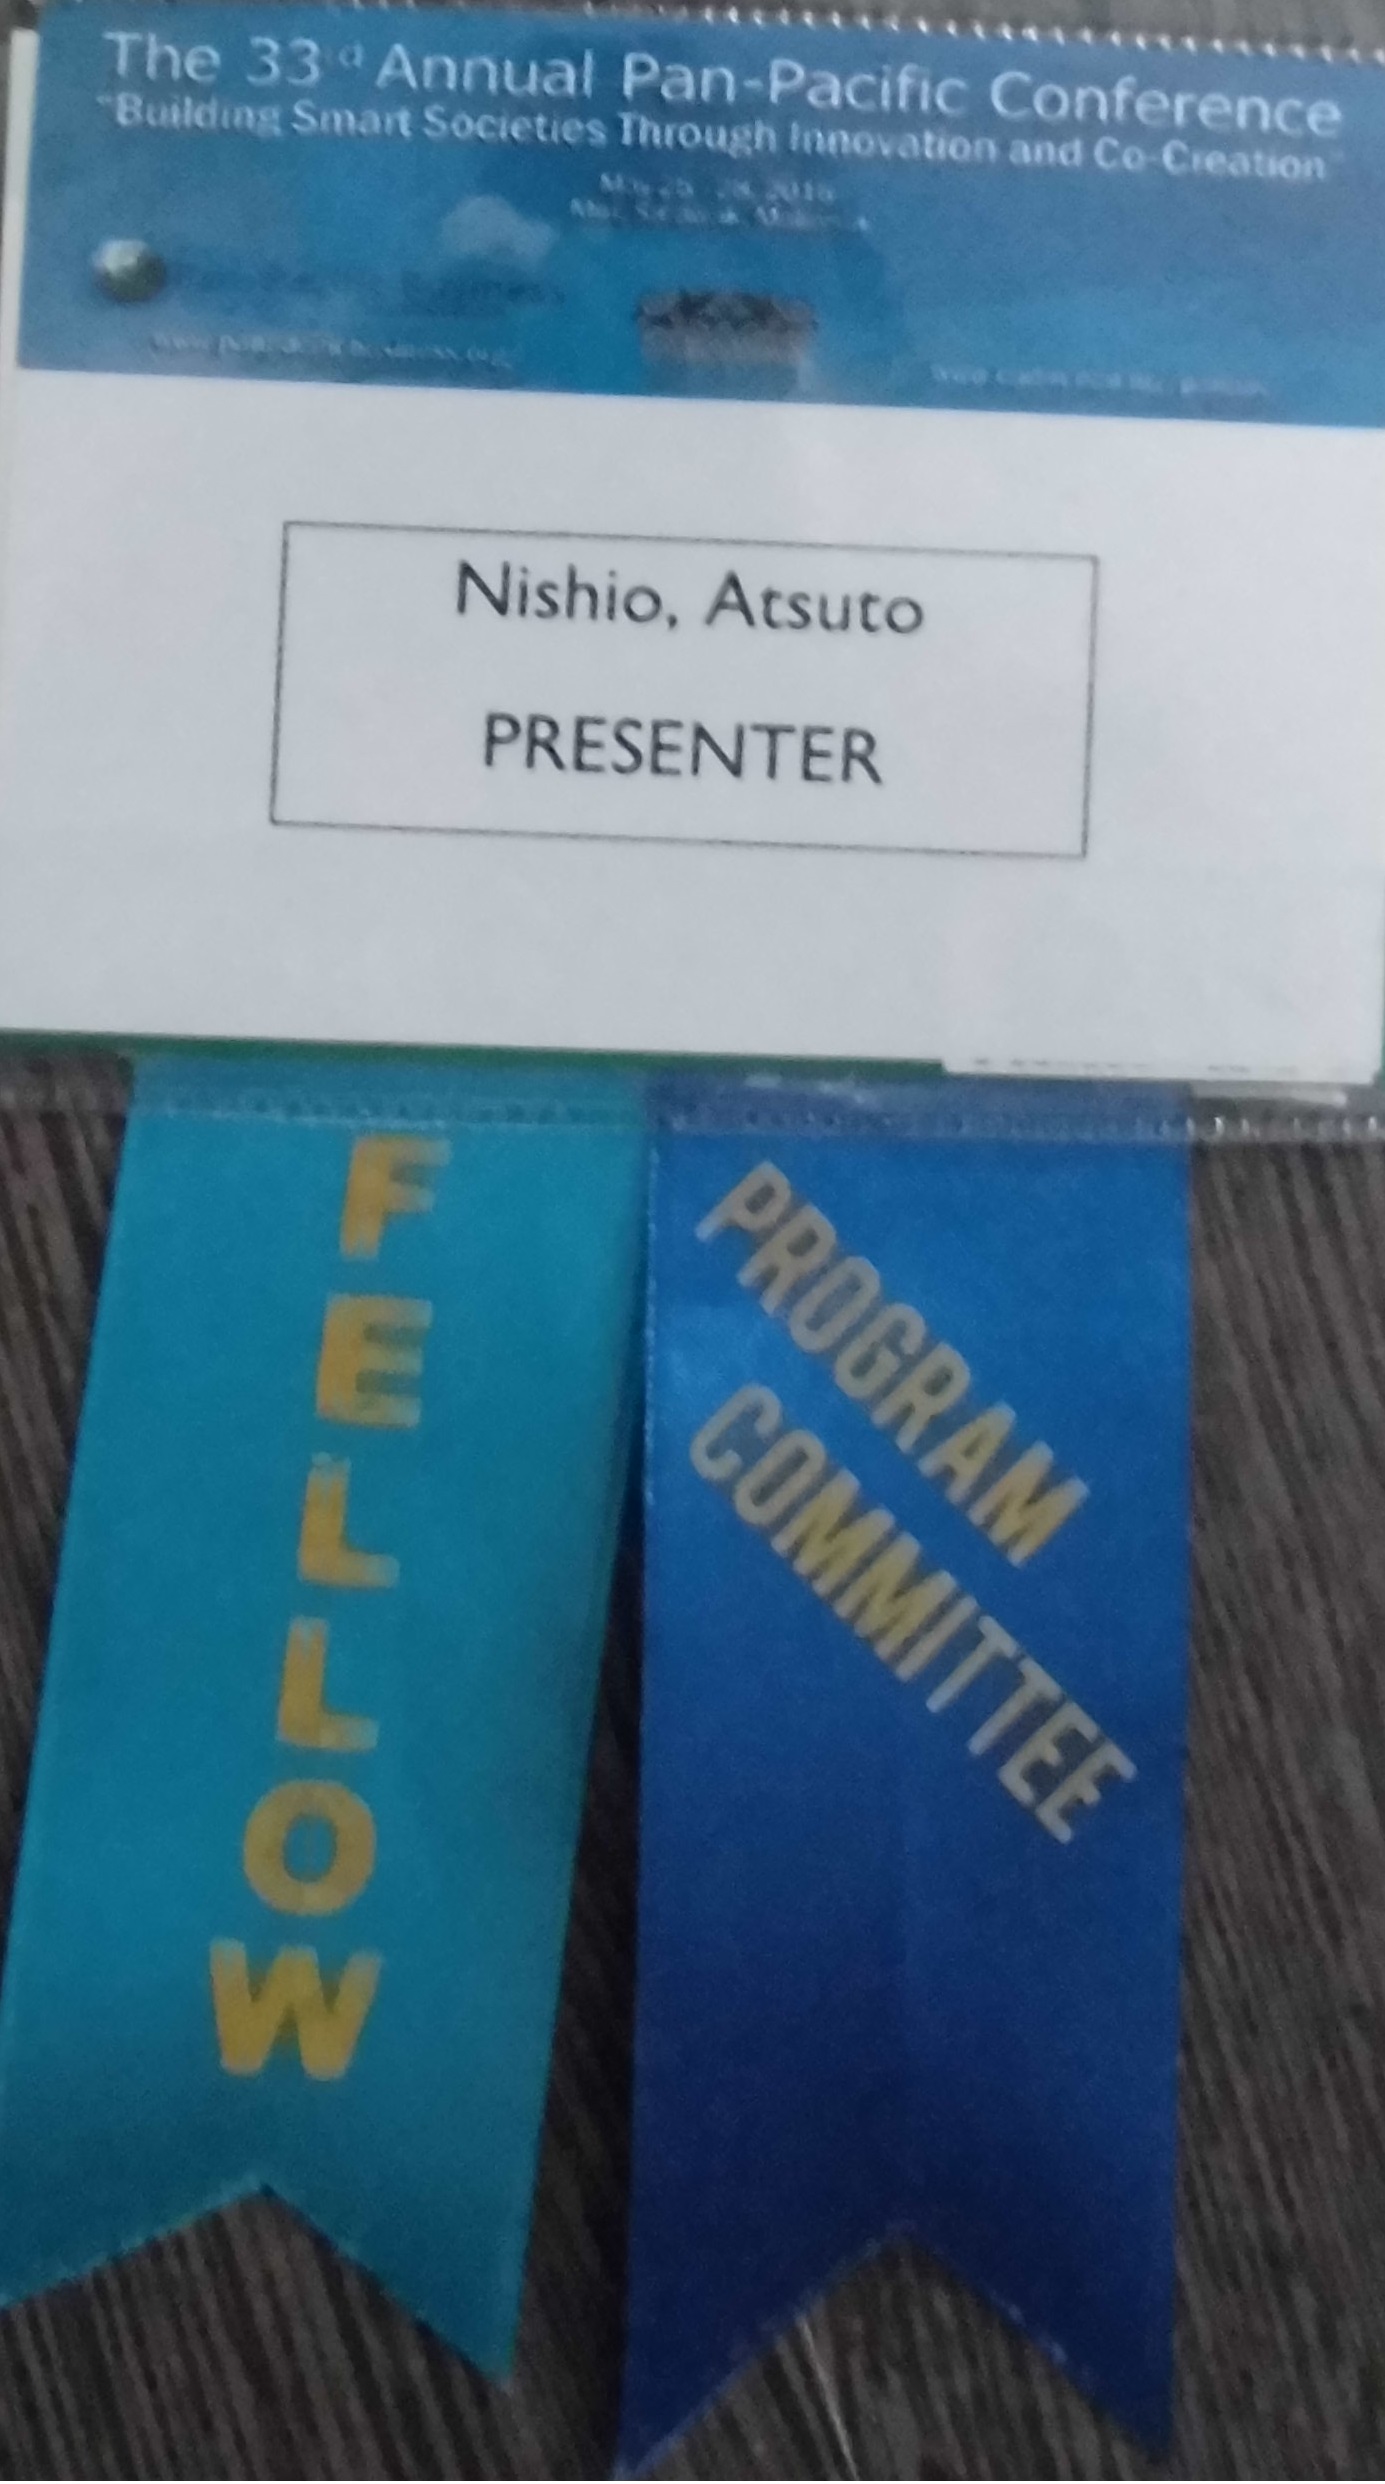 The 33rd Annual Pan-Pacific Conference
"Building Smart Societies Through Innovation and Co-Creation"
Nishio, Atsuto
PRESENTER
FELLOW
PROGRAM
COMMITTEE